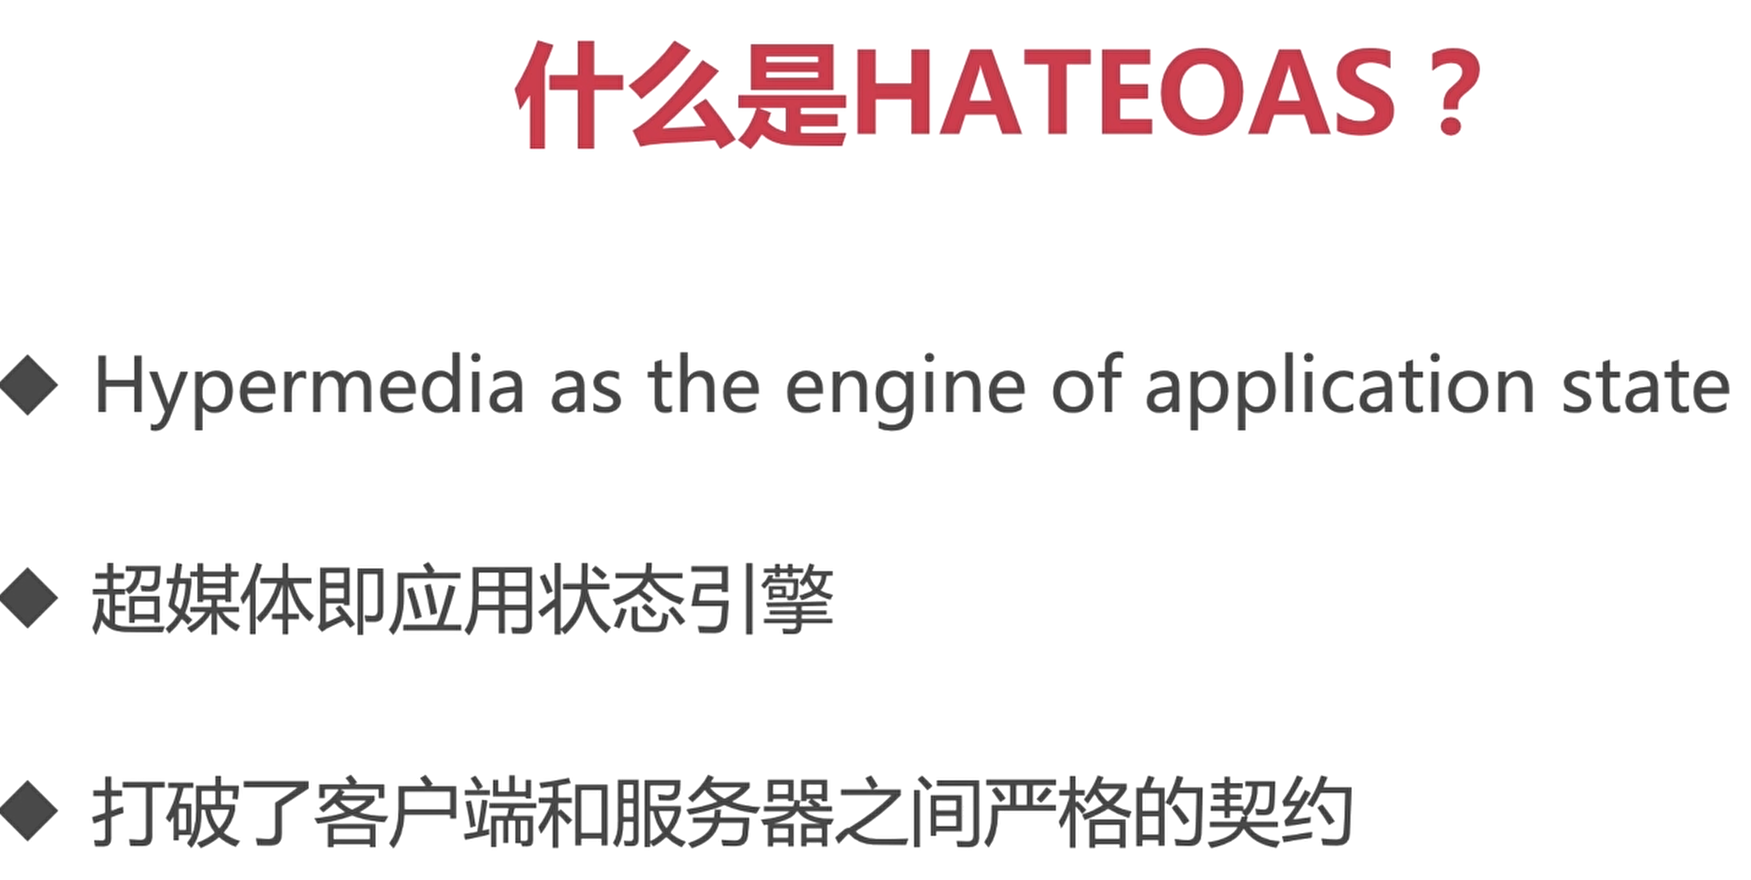 什么是HATEOAS？
◆ Hypermedia as the engine of application state
◆ 超媒体即应用状态引擎
◆ 打破了客户端和服务器之间严格的契约